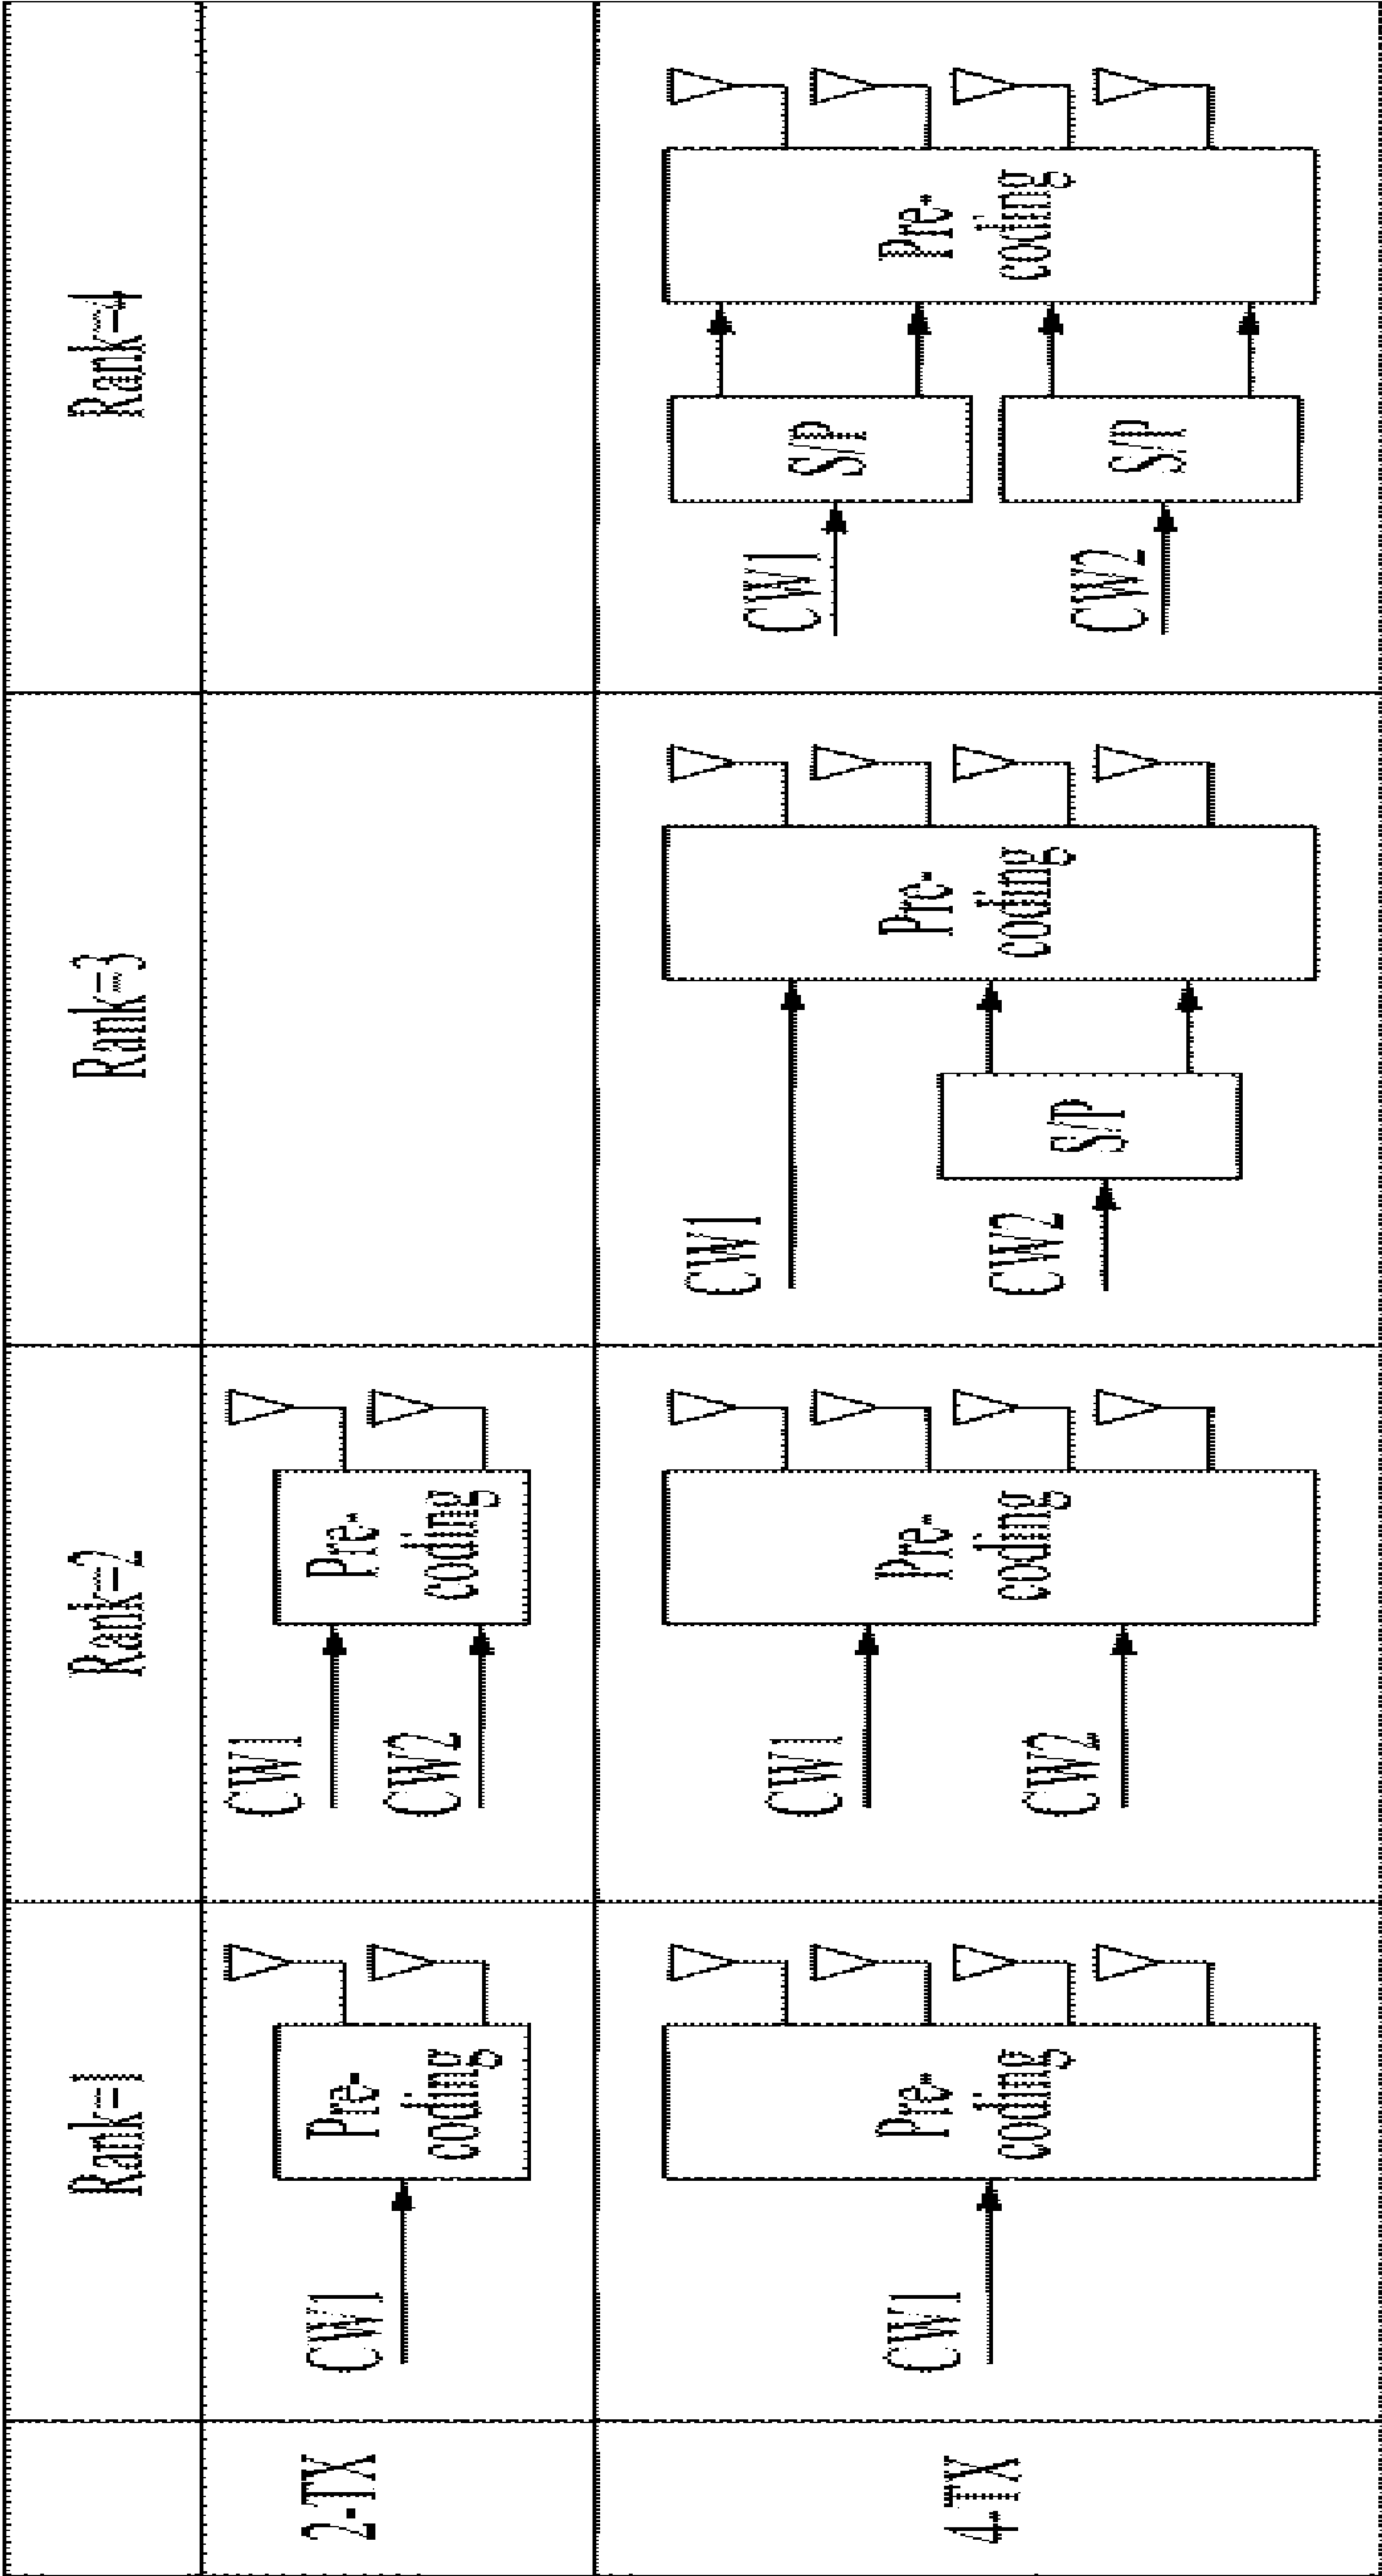 Rank=1
Rank=2
Rank=3
Rank=4
2-TX
CW1
Pre-
coding
CW1
CW2
Pre-
coding
4-TX
CW1
Pre-
coding
CW1
CW2
Pre-
coding
CW1
CW2
S/P
Pre-
coding
CW1
CW2
S/P
S/P
Pre-
coding